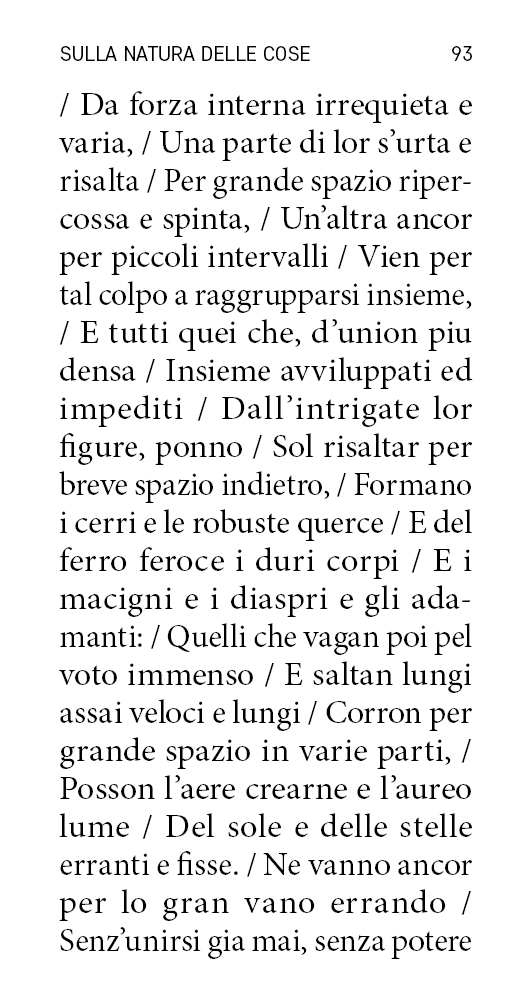 SULLA NATURA DELLE COSE 93
/ Da forza interna irrequieta e
varia, / Una parte di lor s’urta e
risalta / Per grande spazio riper-
cossa e spinta, / Un’altra ancor
per piccoli intervalli / Vien per
tal colpo a raggrupparsi insieme,
/ E tutti quei che, d’union piu
densa / Insieme avviluppati ed
impediti / Dall’intrigate lor
figure, ponno / Sol risaltar per
breve spazio indietro, / Formano
i cerri e le robuste querce / E del
ferro feroce i duri corpi / E i
macigni e i diaspri e gli ada-
manti: / Quelli che vagan poi pel
voto immenso / E saltan lungi
assai veloci e lungi / Corron per
grande spazio in varie parti, /
Posson l’aere crearne e l’aureo
lume / Del sole e delle stelle
erranti e fisse. / Ne vanno ancor
per lo gran vano errando /
Senz’unirsi gia mai, senza potere